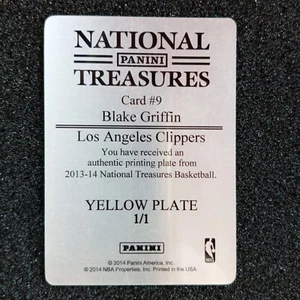 NATIONAL
PANINI
TREASURES
Card #9
Blake Griffin
Los Angeles Clippers
You have received an
authentic printing plate from
2013-14 National Treasures Basketball.
YELLOW PLATE
1/1
PANINI
© 2014 Panini America, Inc.
© 2014 NBA Properties, Inc. Printed in the USA.